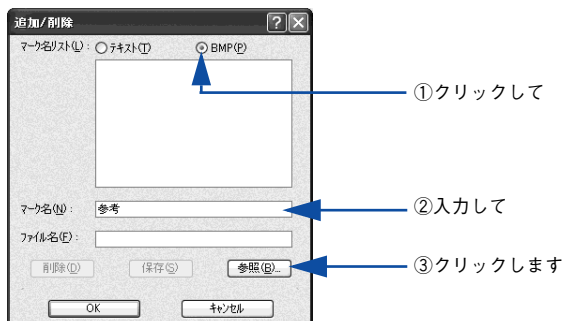 追加/削除
マーク名リスト(L): テキスト(T) BMP(P)
①クリックして
マーク名(N): 参考
②入力して
ファイル名(F):
削除(D) 保存(S) 参照(B)...
③クリックします
OK キャンセル